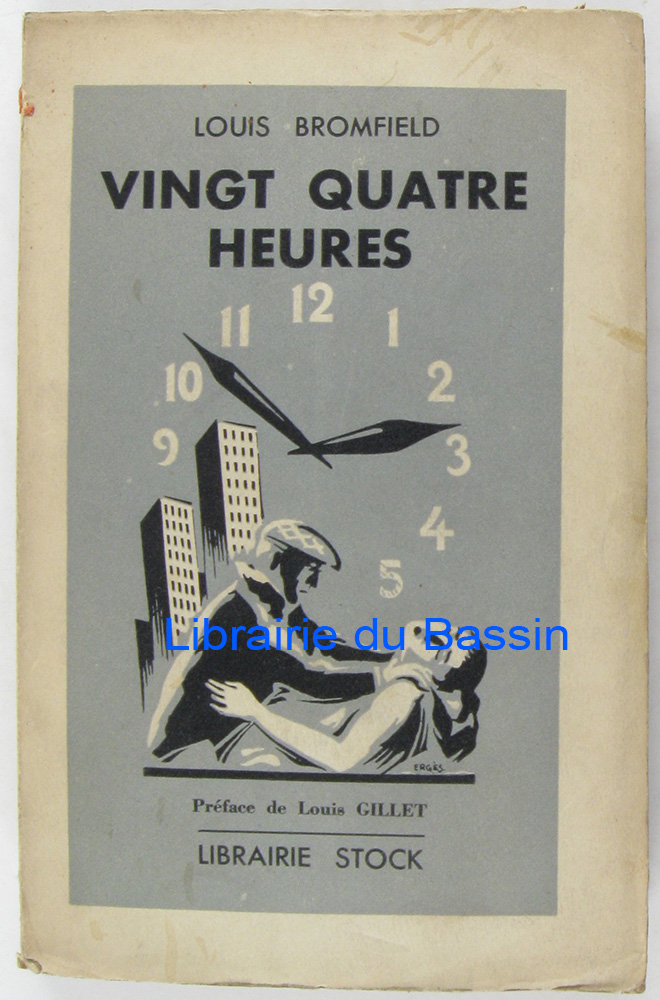 LOUIS BROMFIELD
VINGT QUATRE
HEURES
12
11
1
10
2
9
3
4
5
Librairie du Bassin
ERGÈS
Préface de Louis GILLET
LIBRAIRIE STOCK